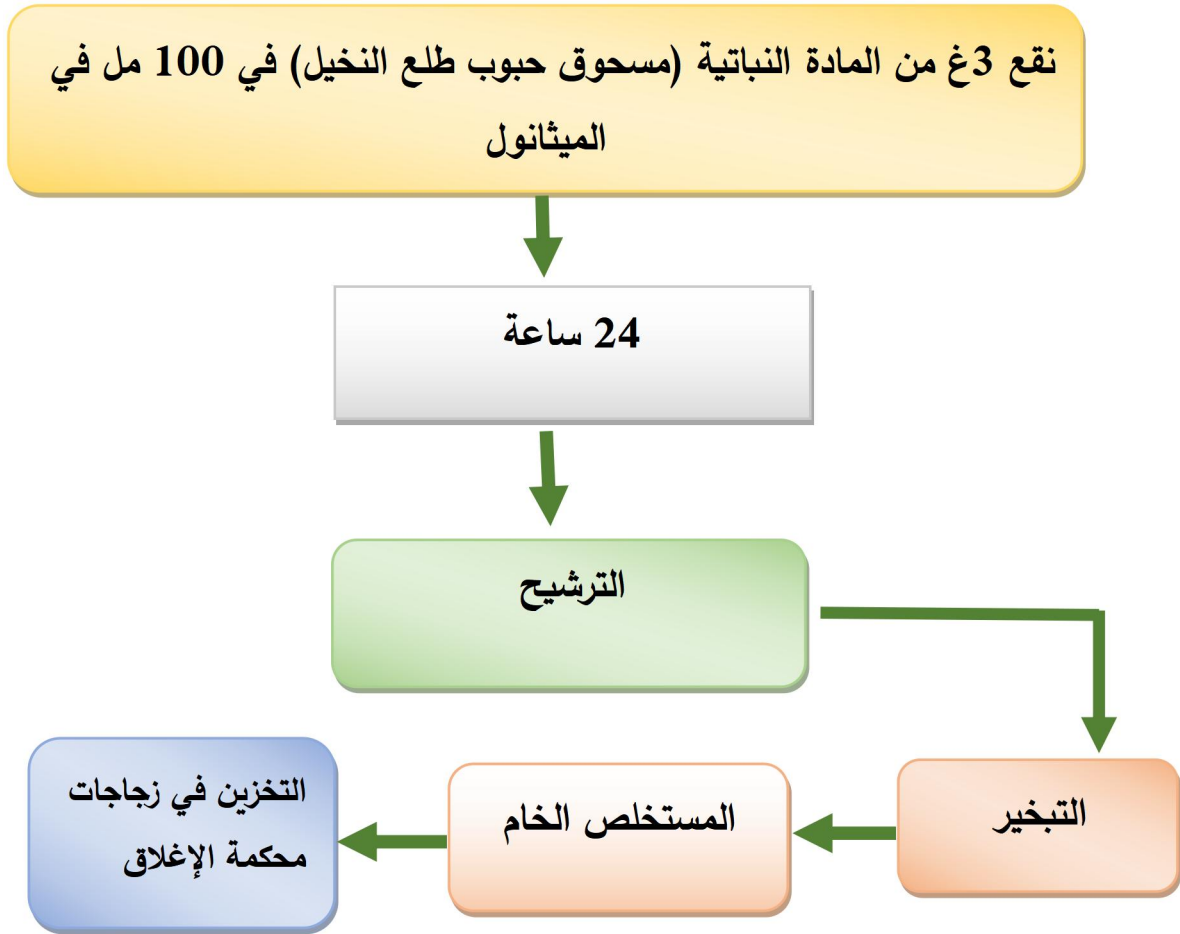 نقع 3غ من المادة النباتية (مسحوق حبوب طلع النخيل) في 100 مل في
الميثانول
24 ساعة
الترشيح
التبخير
المستخلص الخام
التخزين في زجاجات
محكمة الإغلاق